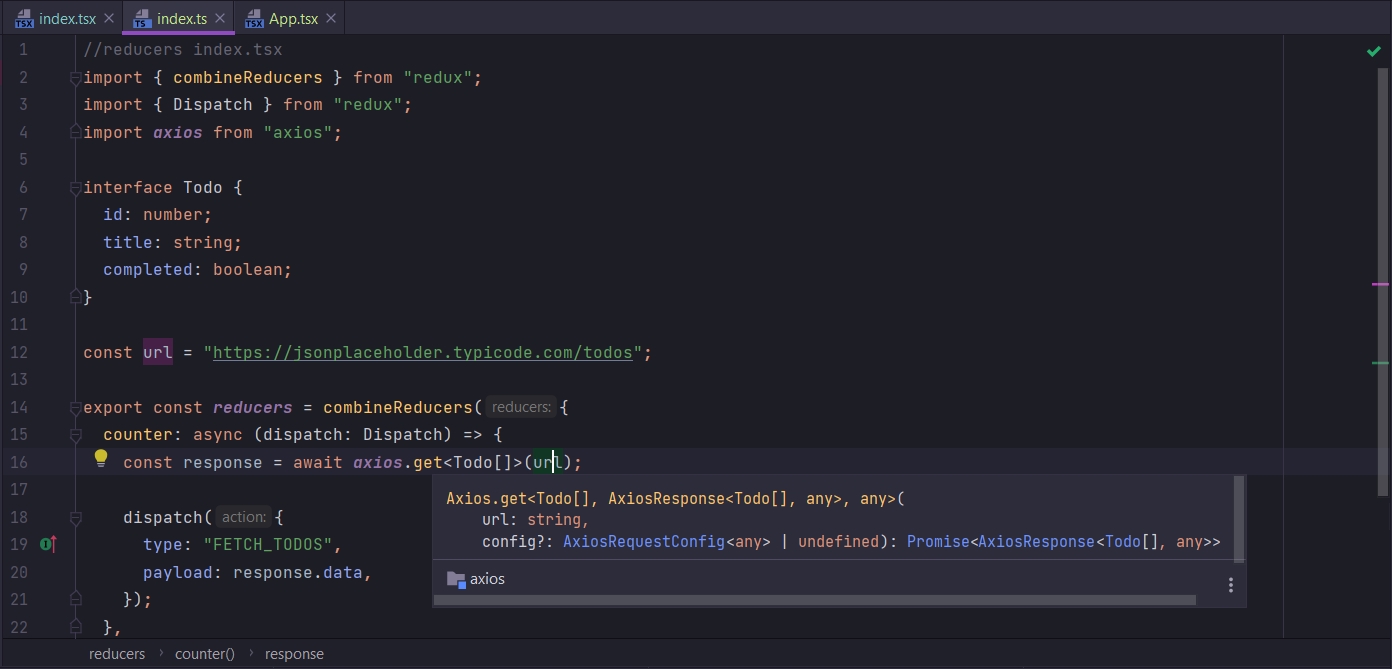 index.tsx
index.ts
App.tsx
1 //reducers index.tsx
2 import { combineReducers } from "redux";
3 import { Dispatch } from "redux";
4 import axios from "axios";
5
6 interface Todo {
7 id: number;
8 title: string;
9 completed: boolean;
10 }
11
12 const url = "https://jsonplaceholder.typicode.com/todos";
13
14 export const reducers = combineReducers( reducers: {
15 counter: async (dispatch: Dispatch) => {
16 const response = await axios.get<Todo[]>(url);
17
Axios.get<Todo[], AxiosResponse<Todo[], any>, any>(
url: string,
config?: AxiosRequestConfig<any> | undefined): Promise<AxiosResponse<Todo[], any>>
axios
18 dispatch( action: {
19 type: "FETCH_TODOS",
20 payload: response.data,
21 });
22 },
reducers › counter() › response